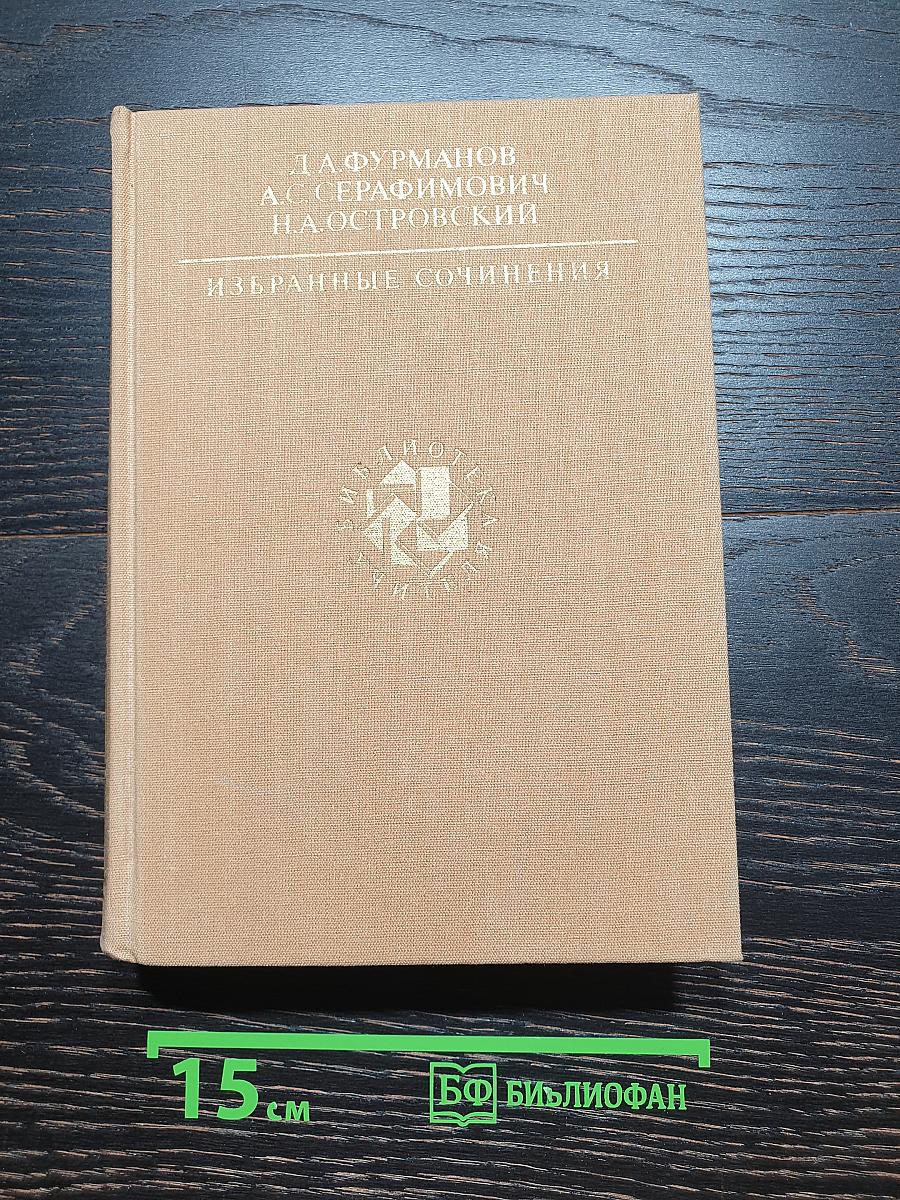 Д.А.ФУРМАНОВ
А.С.СЕРАФИМОВИЧ
Н.А.ОСТРОВСКИЙ
ИЗБРАННЫЕ СОЧИНЕНИЯ
БИБЛИОТЕКА УЧИТЕЛЯ
15 см
БФ БИБЛИОФАН